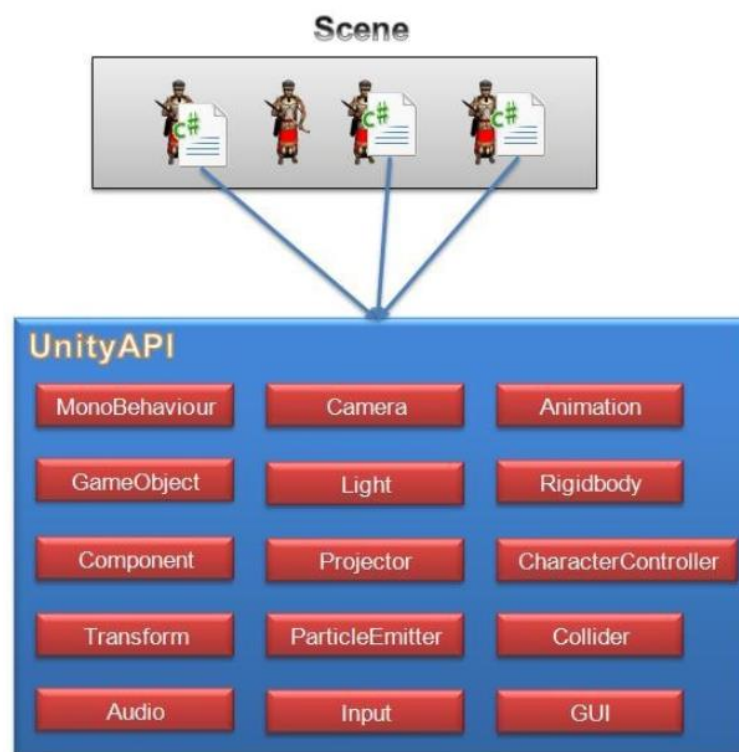 Scene
C# C# C#
UnityAPI
MonoBehaviour Camera Animation
GameObject Light Rigidbody
Component Projector CharacterController
Transform ParticleEmitter Collider
Audio Input GUI